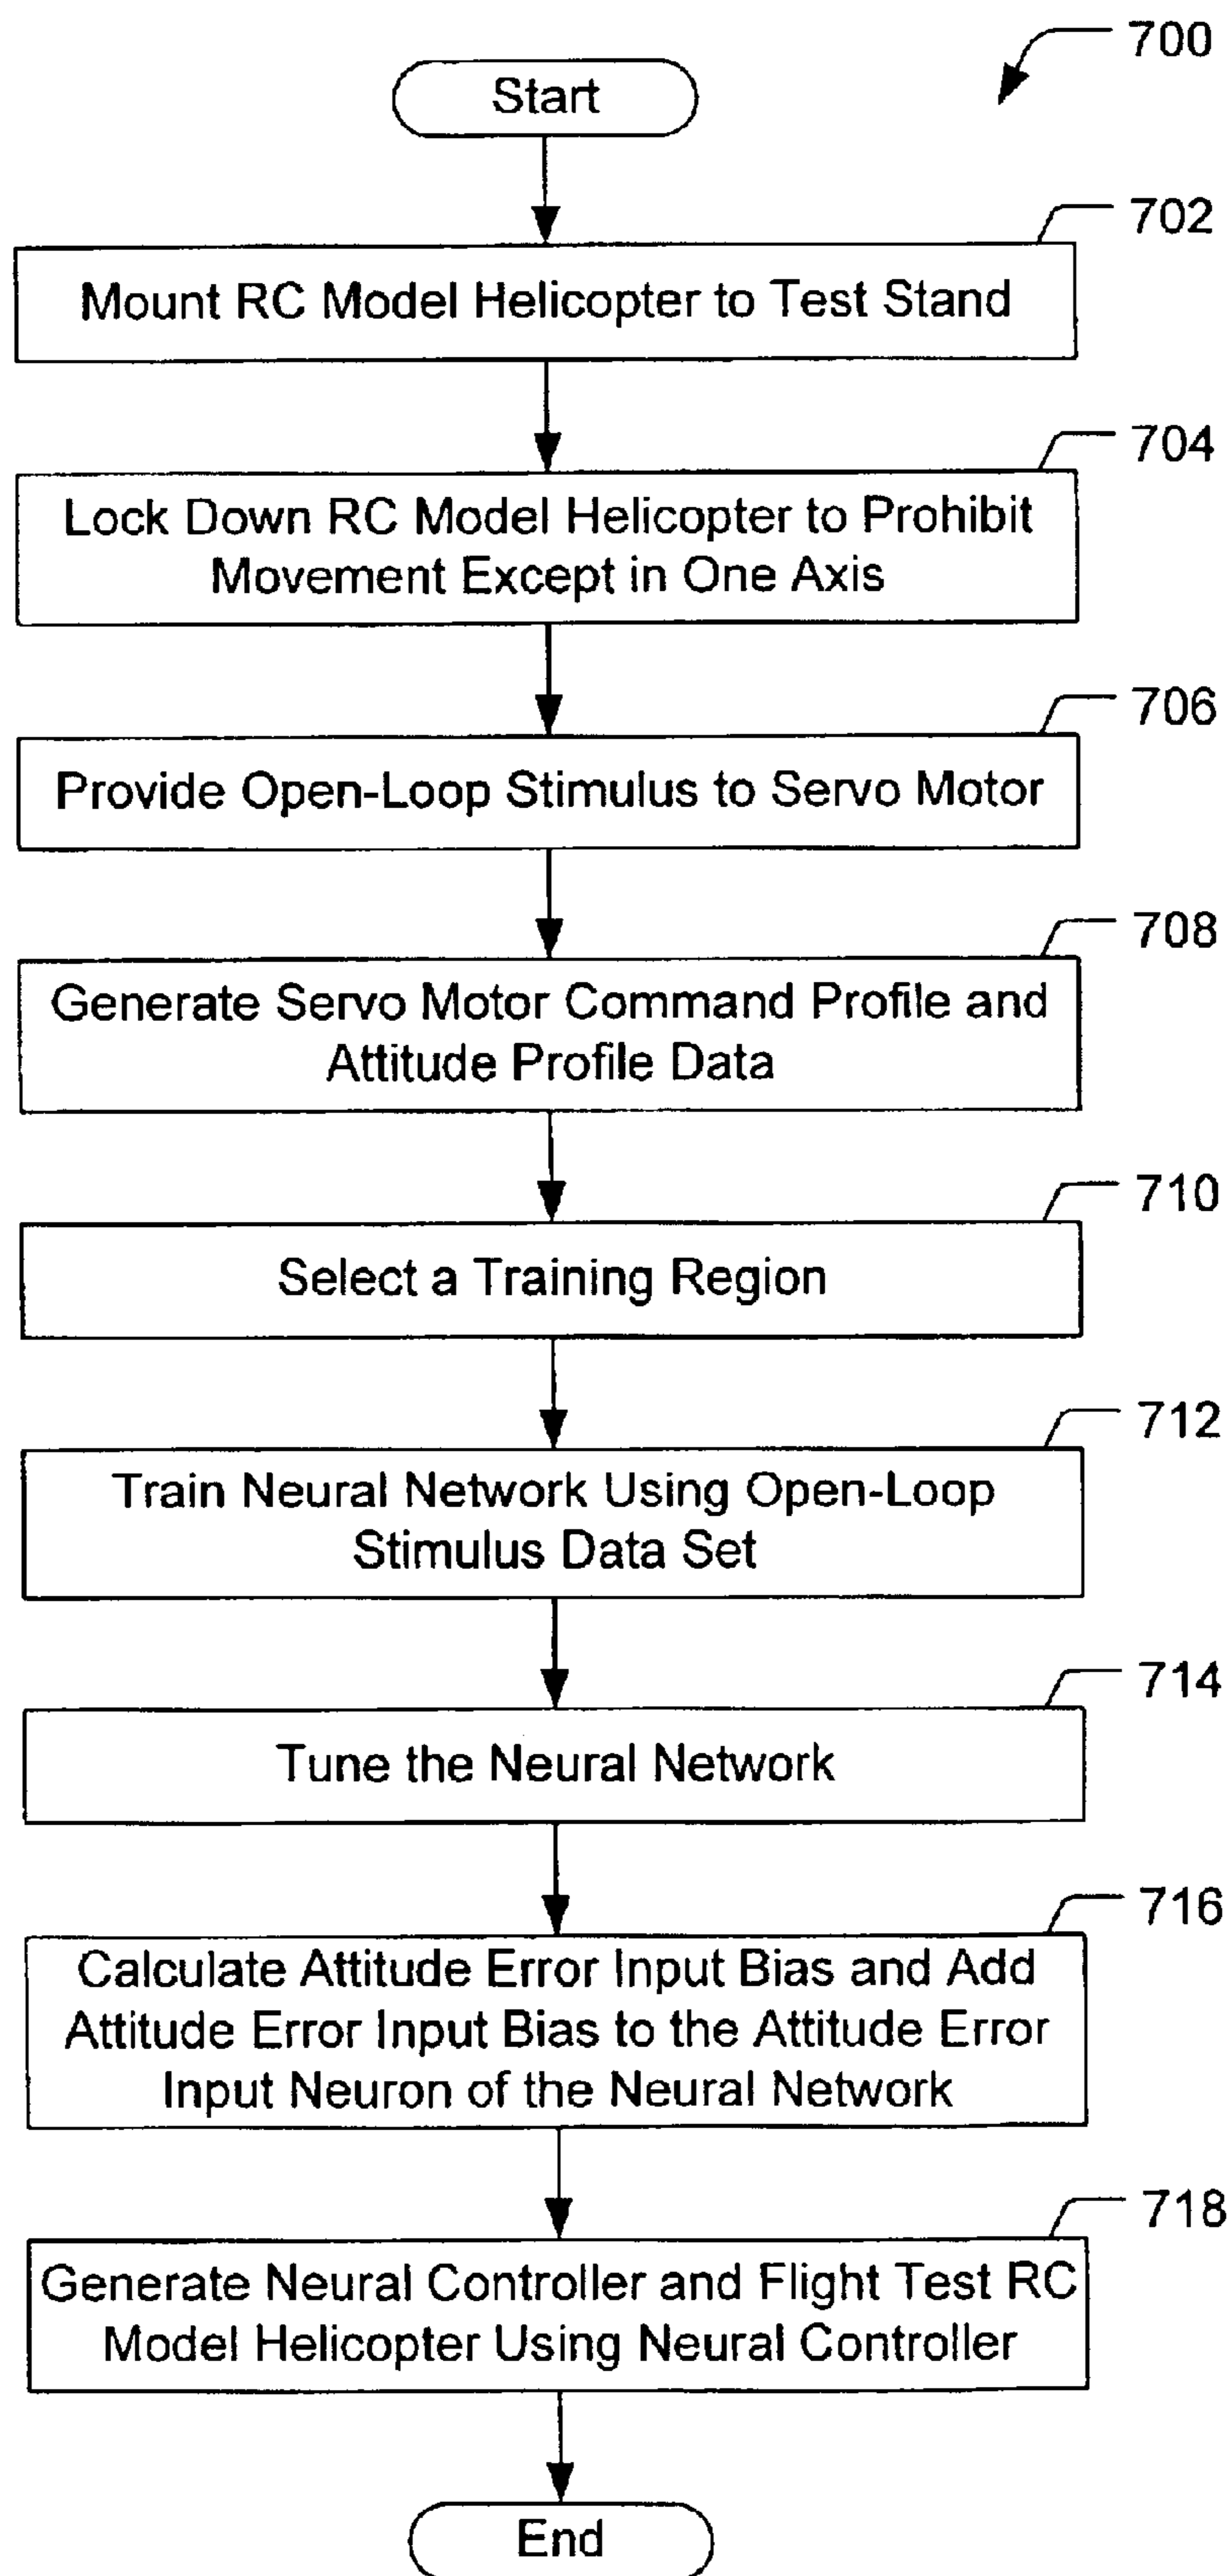 700
Start
702
Mount RC Model Helicopter to Test Stand
704
Lock Down RC Model Helicopter to Prohibit
Movement Except in One Axis
706
Provide Open-Loop Stimulus to Servo Motor
708
Generate Servo Motor Command Profile and
Attitude Profile Data
710
Select a Training Region
712
Train Neural Network Using Open-Loop
Stimulus Data Set
714
Tune the Neural Network
716
Calculate Attitude Error Input Bias and Add
Attitude Error Input Bias to the Attitude Error
Input Neuron of the Neural Network
718
Generate Neural Controller and Flight Test RC
Model Helicopter Using Neural Controller
End